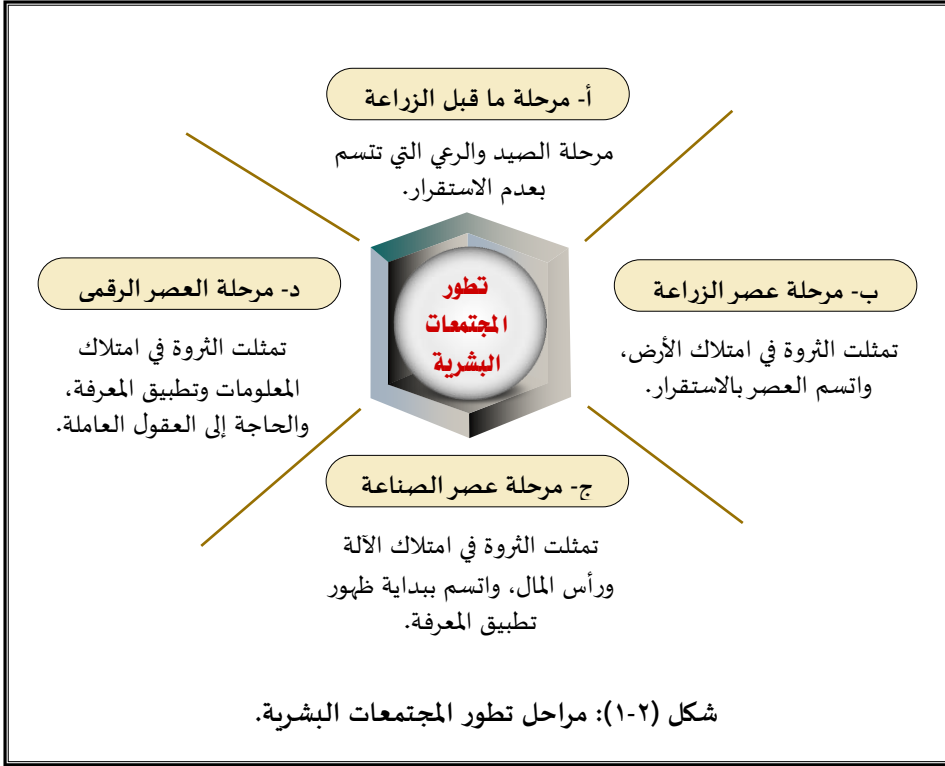 أ- مرحلة ما قبل الزراعة
مرحلة الصيد والرعي التي تتسم
بعدم الاستقرار.
تطور
المجتمعات
البشرية
ب- مرحلة عصر الزراعة
تمثلت الثروة في امتلاك الأرض،
واتسم العصر بالاستقرار.
ج- مرحلة عصر الصناعة
تمثلت الثروة في امتلاك الآلة
ورأس المال، واتسم ببداية ظهور
تطبيق المعرفة.
د- مرحلة العصر الرقمى
تمثلت الثروة في امتلاك
المعلومات وتطبيق المعرفة،
والحاجة إلى العقول العاملة.
شكل (٢-١): مراحل تطور المجتمعات البشرية.